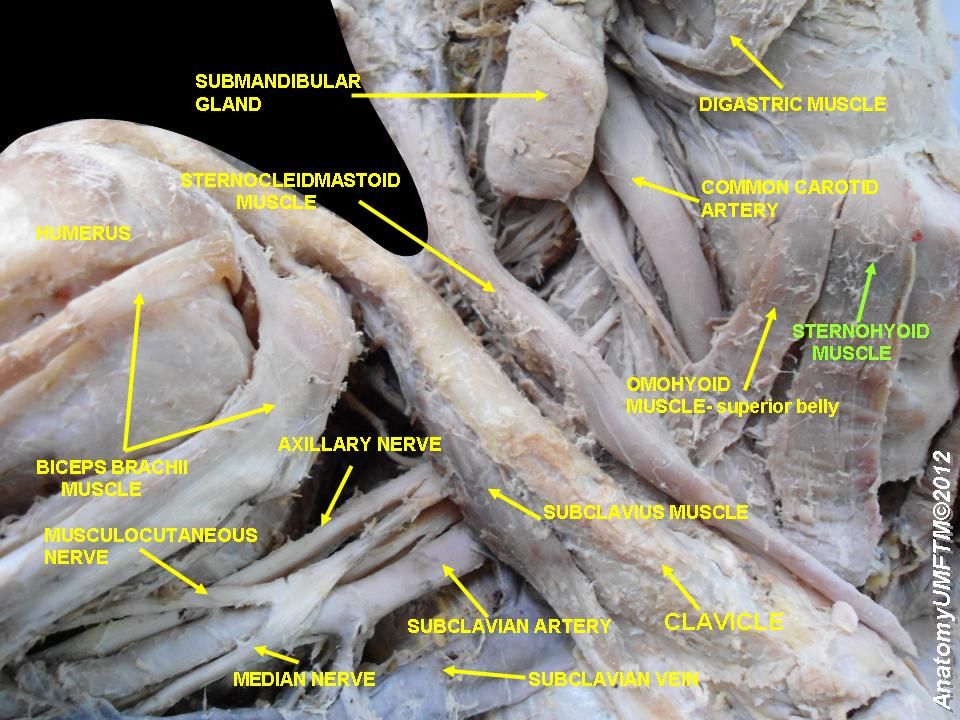 SUBMANDIBULAR
GLAND
DIGASTRIC MUSCLE
STERNOCLEIDMASTOID
MUSCLE
COMMON CAROTID
ARTERY
HUMERUS
STERNOHYOID
MUSCLE
OMOHYOID
MUSCLE- superior belly
AXILLARY NERVE
BICEPS BRACHII
MUSCLE
SUBCLAVIUS MUSCLE
MUSCULOCUTANEOUS
NERVE
SUBCLAVIAN ARTERY
CLAVICLE
MEDIAN NERVE
SUBCLAVIAN VEIN
AnatomyUMFTM©2012